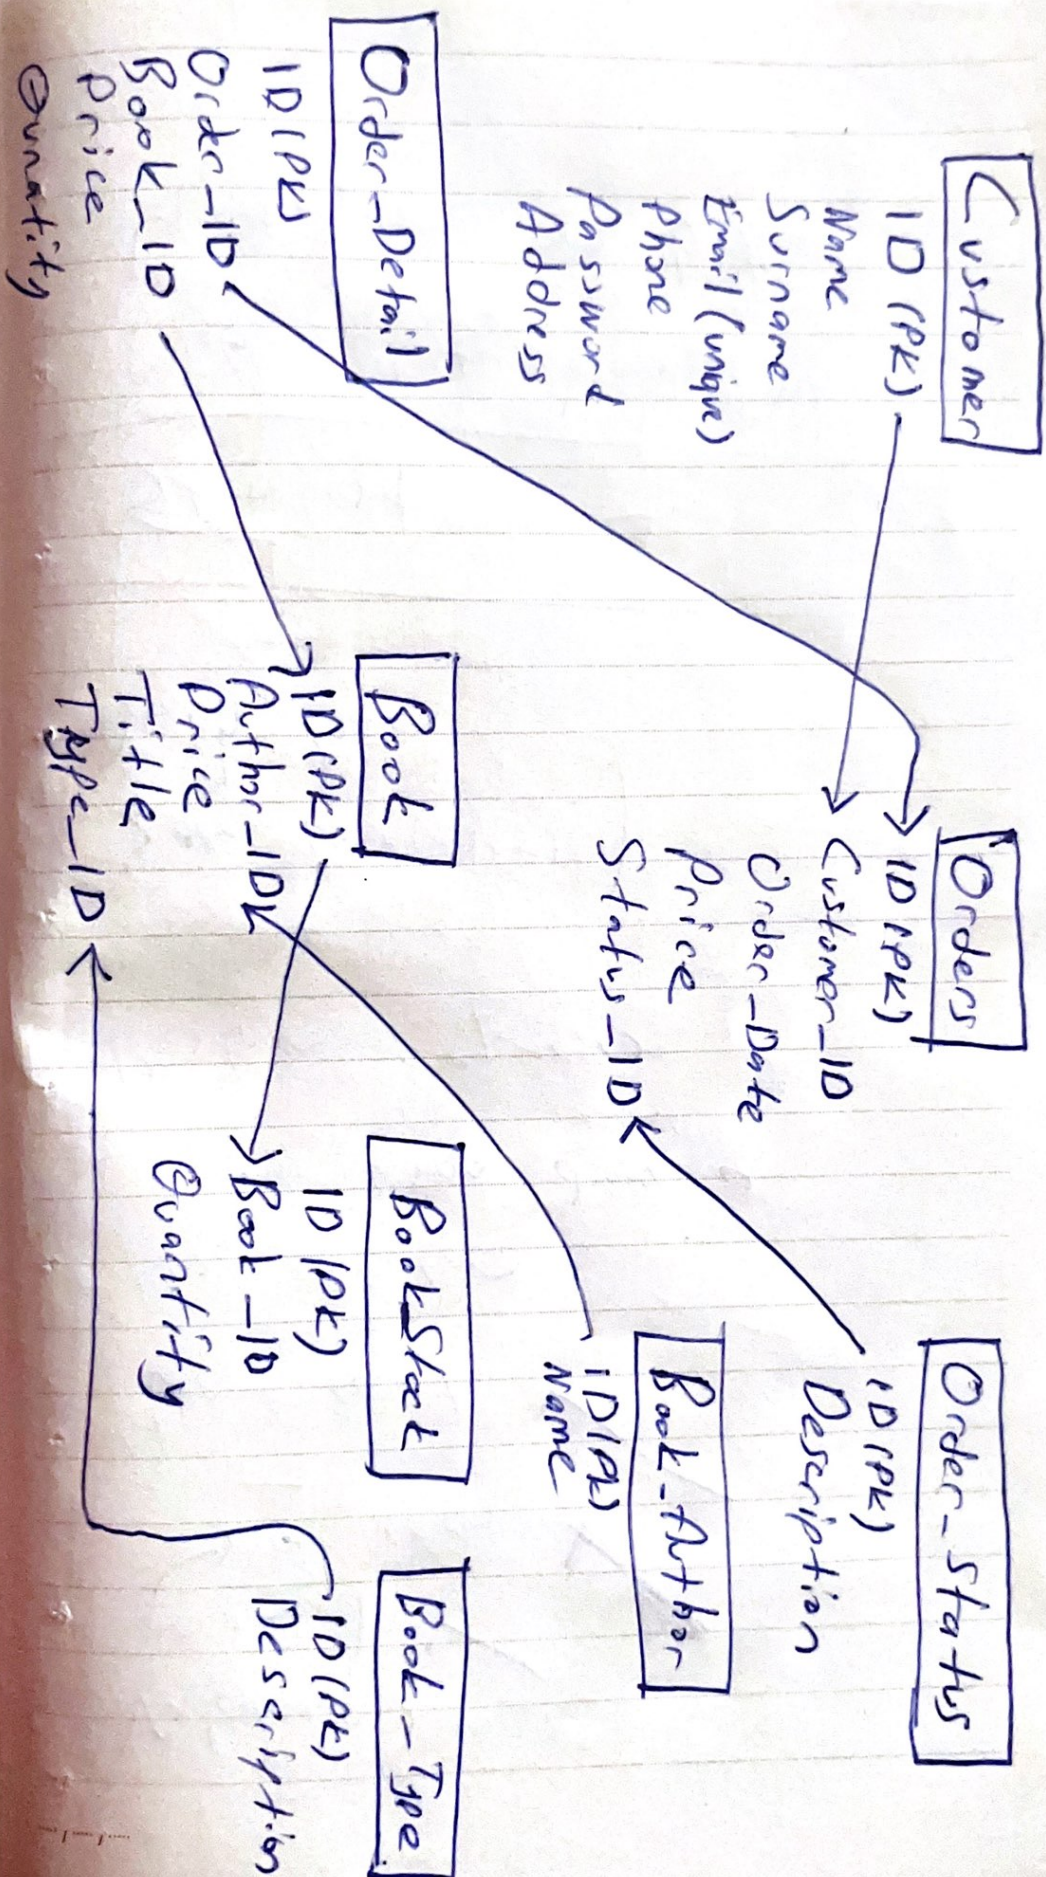 Customer
ID (PK)
Name
Surname
Email (unique)
Phone
Password
Address
Orders
ID (PK)
Customer_ID
Order_Date
Price
Status_ID
Order_Status
ID (PK)
Description
Book_Author
ID (PK)
Name
Order_Detail
ID (PK)
Order_ID
Book_ID
Price
Qunatity
Book
ID (PK)
Author_ID
Price
Title
Type_ID
Book_Stock
ID (PK)
Book_ID
Quantity
Book_Type
ID (PK)
Description